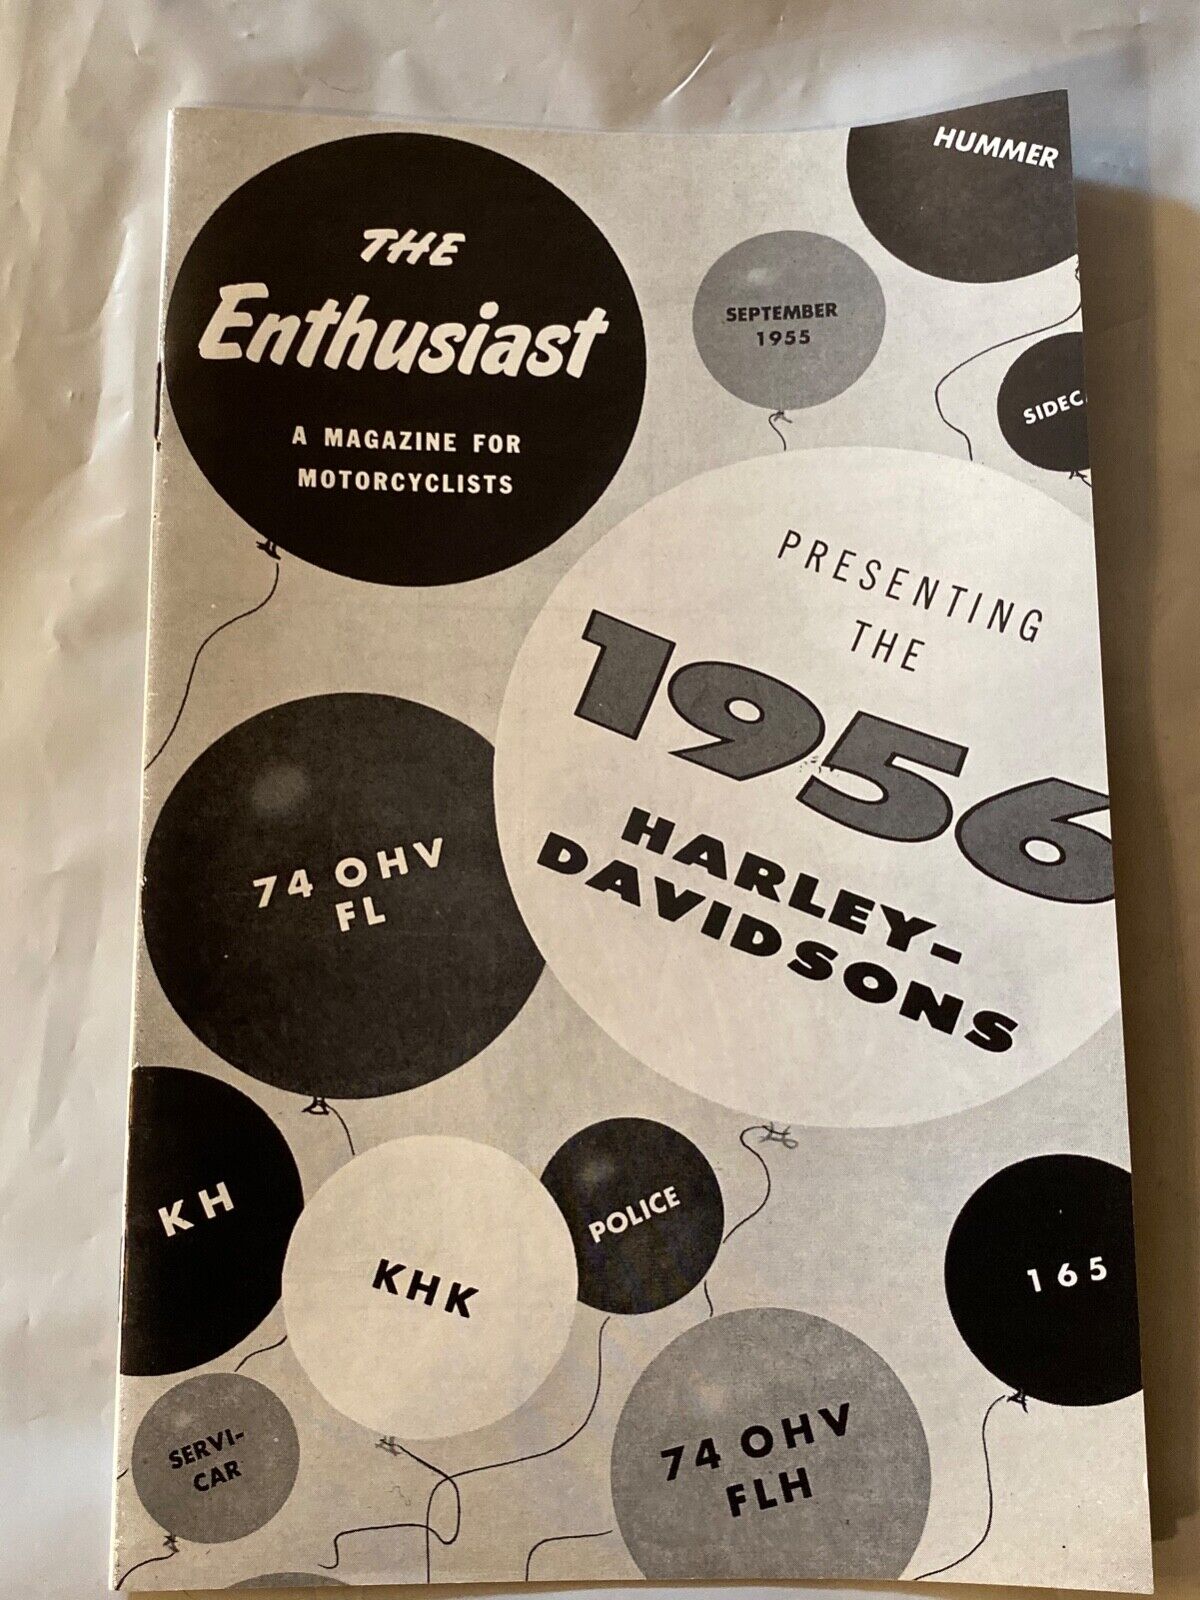 THE
Enthusiast
A MAGAZINE FOR
MOTORCYCLISTS
HUMMER
SEPTEMBER
1955
SIDECA
PRESENTING
THE
1956
HARLEY-
DAVIDSONS
74 OHV
FL
KH
KHK
POLICE
165
SERVI-
CAR
74 OHV
FLH